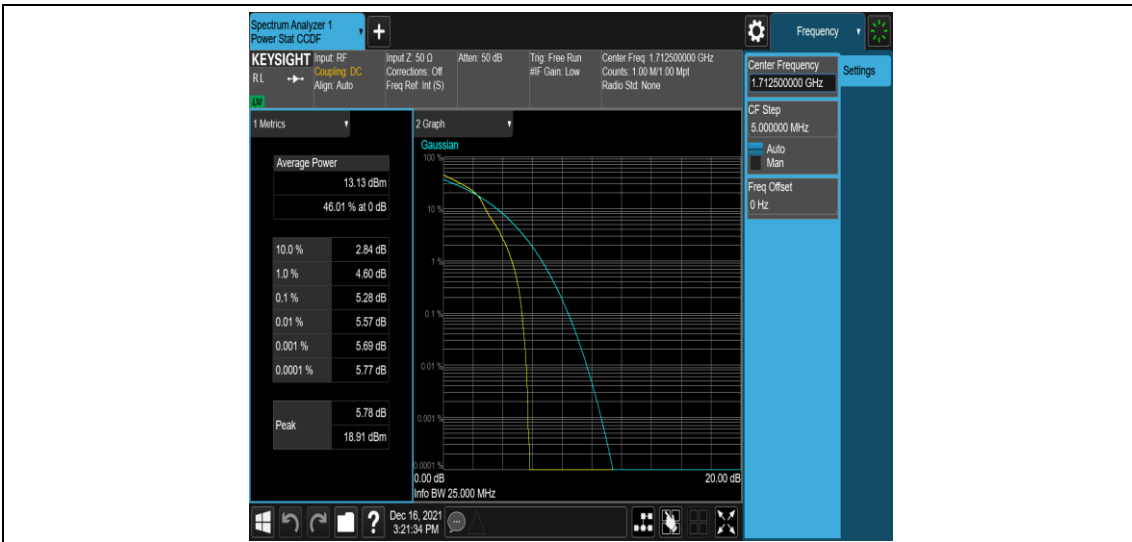 Spectrum Analyzer 1
Power Stat CCDF
+
Frequency
KEYSIGHT
RL
LXI
Input: RF
Coupling: DC
Align: Auto
Input Z: 50 Ω
Corrections: Off
Freq Ref: Int (S)
Atten: 50 dB
Trig: Free Run
#IF Gain: Low
Center Freq: 1.712500000 GHz
Counts: 1.00 M/1.00 Mpt
Radio Std: None
Center Frequency
1.712500000 GHz
Settings
CF Step
5.000000 MHz
Auto
Man
Freq Offset
0 Hz
1 Metrics
Average Power
13.13 dBm
46.01 % at 0 dB
10.0 % 2.84 dB
1.0 % 4.60 dB
0.1 % 5.28 dB
0.01 % 5.57 dB
0.001 % 5.69 dB
0.0001 % 5.77 dB
Peak 5.78 dB
18.91 dBm
2 Graph
Gaussian
100 %
10 %
1 %
0.1 %
0.01 %
0.001 %
0.0001 %
0.00 dB 20.00 dB
Info BW 25.000 MHz
?
Dec 16, 2021
3:21:34 PM